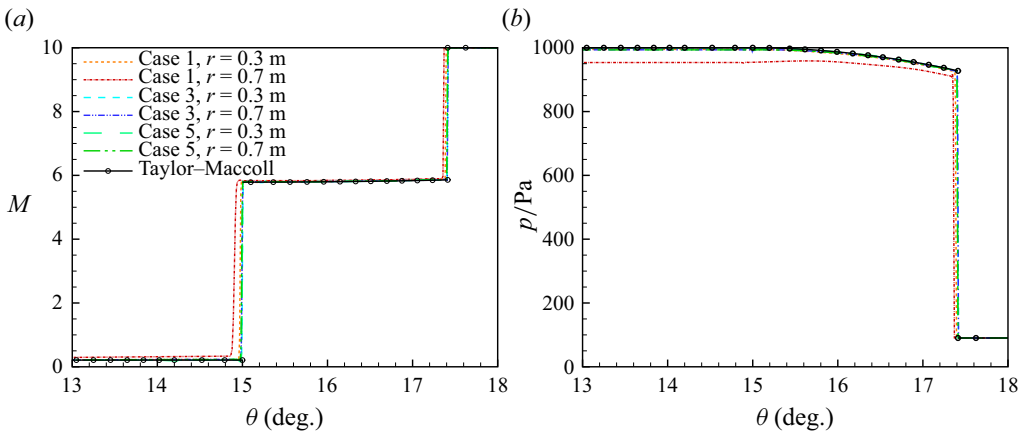 (a)
10
8
6
4
2
0
M
Case 1, r = 0.3 m
Case 1, r = 0.7 m
Case 3, r = 0.3 m
Case 3, r = 0.7 m
Case 5, r = 0.3 m
Case 5, r = 0.7 m
Taylor–Maccoll
13 14 15 16 17 18
θ (deg.)
(b)
1000
800
600
400
200
0
p/Pa
13 14 15 16 17 18
θ (deg.)